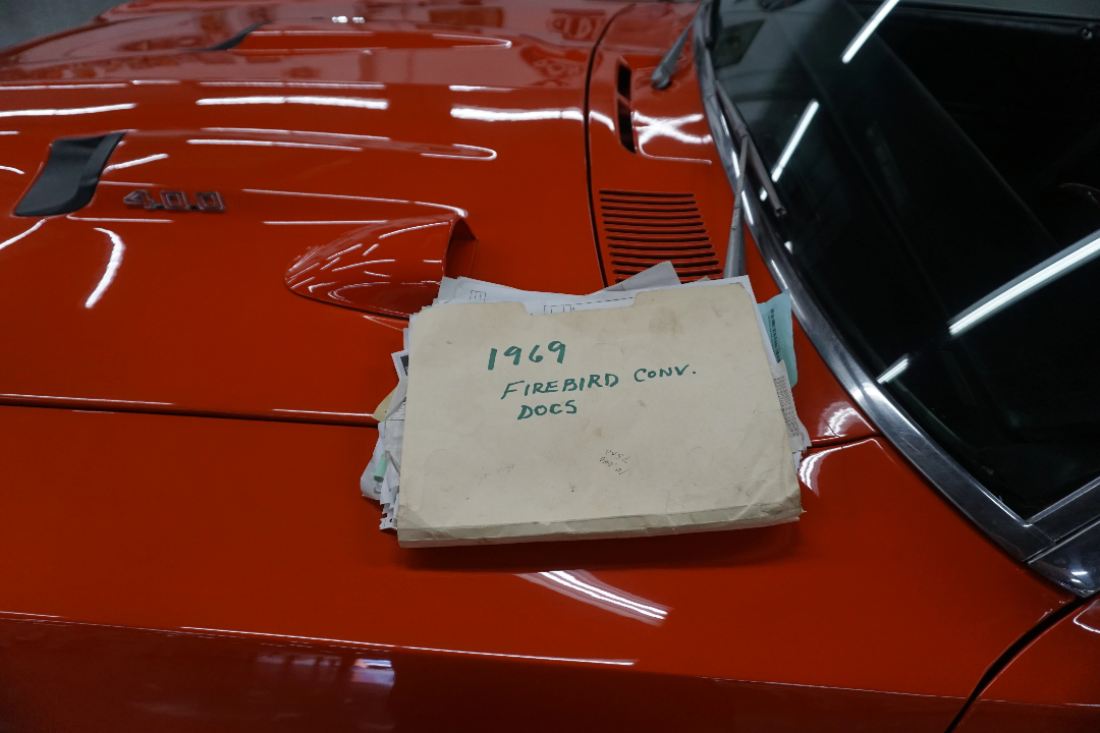 400
1969
FIREBIRD CONV.
DOCS